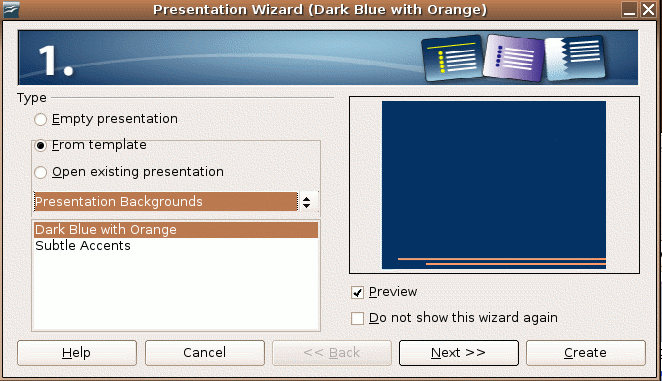 Presentation Wizard (Dark Blue with Orange)
1.
Type
Empty presentation
From template
Open existing presentation
Presentation Backgrounds
Dark Blue with Orange
Subtle Accents
Preview
Do not show this wizard again
Help
Cancel
<< Back
Next >>
Create